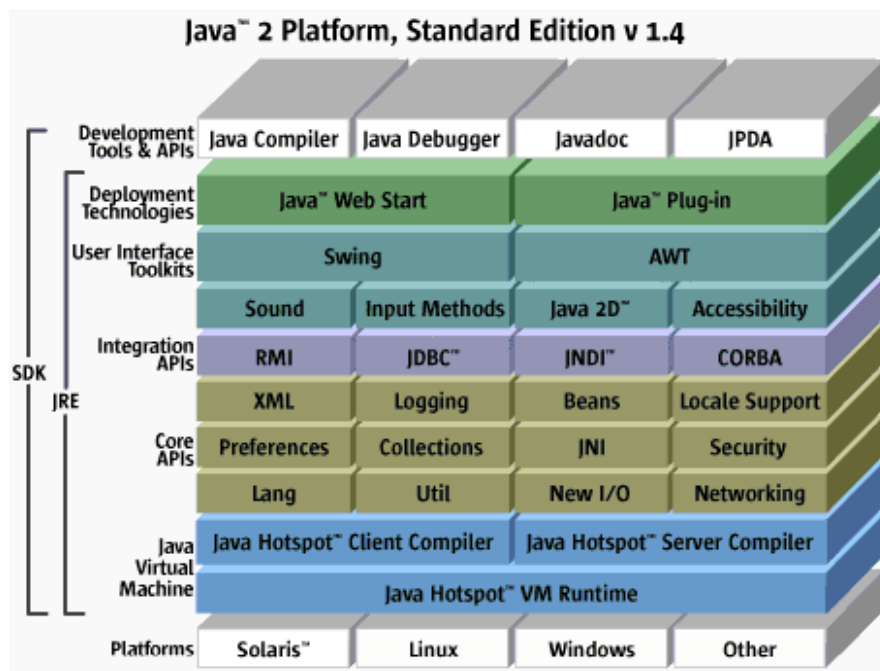 Java™ 2 Platform, Standard Edition v 1.4
Development
Tools & APIs
Java Compiler
Java Debugger
Javadoc
JPDA
Deployment
Technologies
Java™ Web Start
Java™ Plug-in
User Interface
Toolkits
Swing
AWT
Sound
Input Methods
Java 2D™
Accessibility
Integration
APIs
RMI
JDBC™
JNDI™
CORBA
SDK
JRE
XML
Logging
Beans
Locale Support
Core
APIs
Preferences
Collections
JNI
Security
Lang
Util
New I/O
Networking
Java
Virtual
Machine
Java Hotspot™ Client Compiler
Java Hotspot™ Server Compiler
Java Hotspot™ VM Runtime
Platforms
Solaris™
Linux
Windows
Other